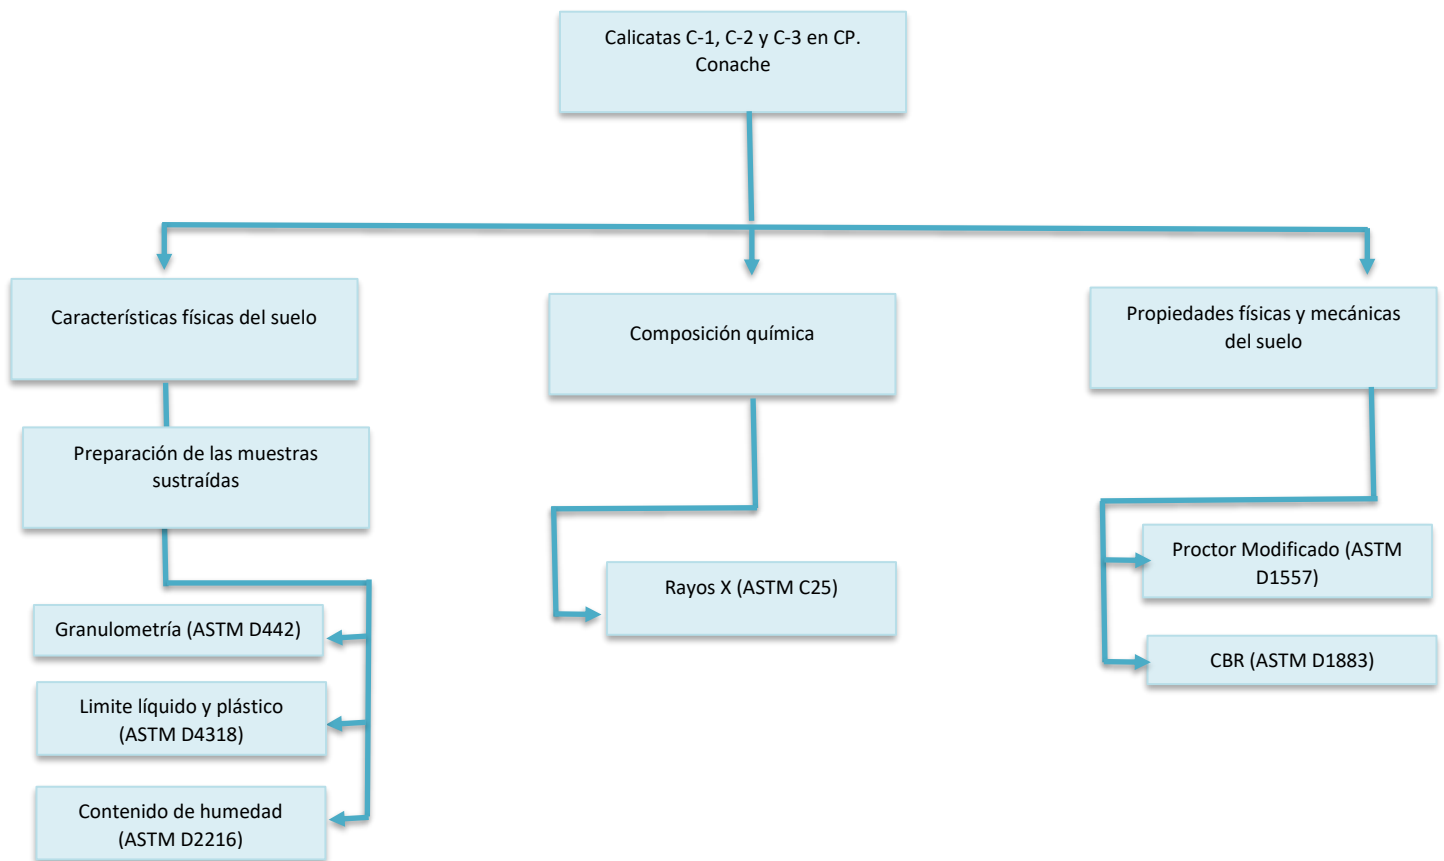 Calicatas C-1, C-2 y C-3 en CP.
Conache
Características físicas del suelo
Composición química
Propiedades físicas y mecánicas
del suelo
Preparación de las muestras
sustraídas
Rayos X (ASTM C25)
Proctor Modificado (ASTM
D1557)
Granulometría (ASTM D442)
CBR (ASTM D1883)
Limite líquido y plástico
(ASTM D4318)
Contenido de humedad
(ASTM D2216)